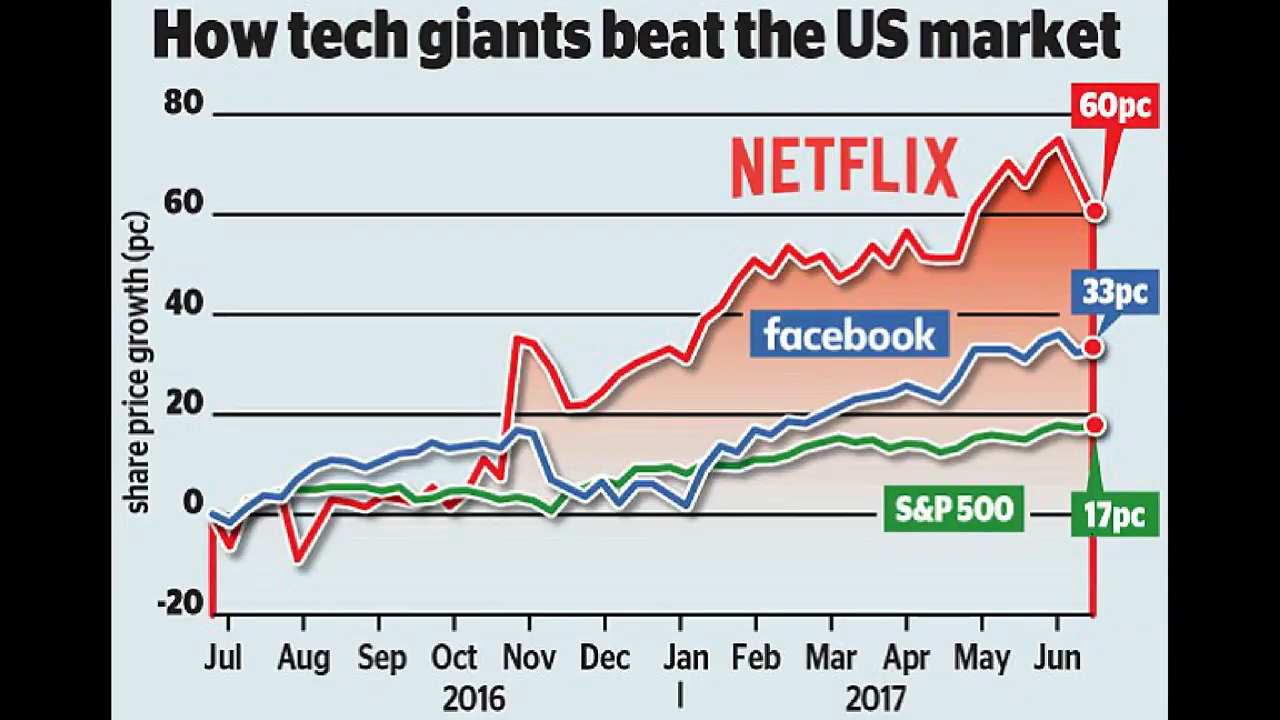 How tech giants beat the US market
share price growth (pc)
80
60
40
20
0
-20
NETFLIX
60pc
facebook
33pc
S&P 500
17pc
Jul Aug Sep Oct Nov Dec Jan Feb Mar Apr May Jun
2016 2017